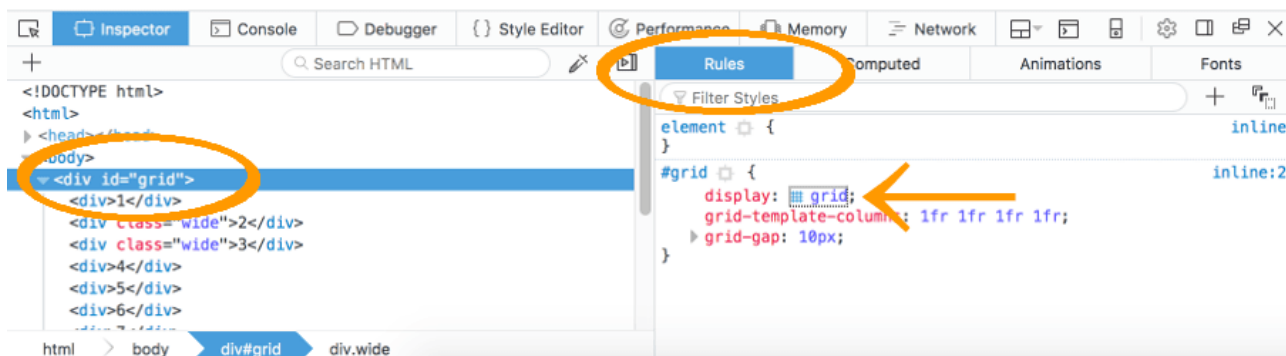 Inspector Console Debugger { } Style Editor Performance Memory Network
Search HTML
Rules Computed Animations Fonts
Filter Styles
<!DOCTYPE html>
<html>
<head></head>
<body>
<div id="grid">
<div>1</div>
<div class="wide">2</div>
<div class="wide">3</div>
<div>4</div>
<div>5</div>
<div>6</div>
html body div#grid div.wide
element { inline
}
#grid { inline:2
display: grid;
grid-template-columns: 1fr 1fr 1fr 1fr;
grid-gap: 10px;
}